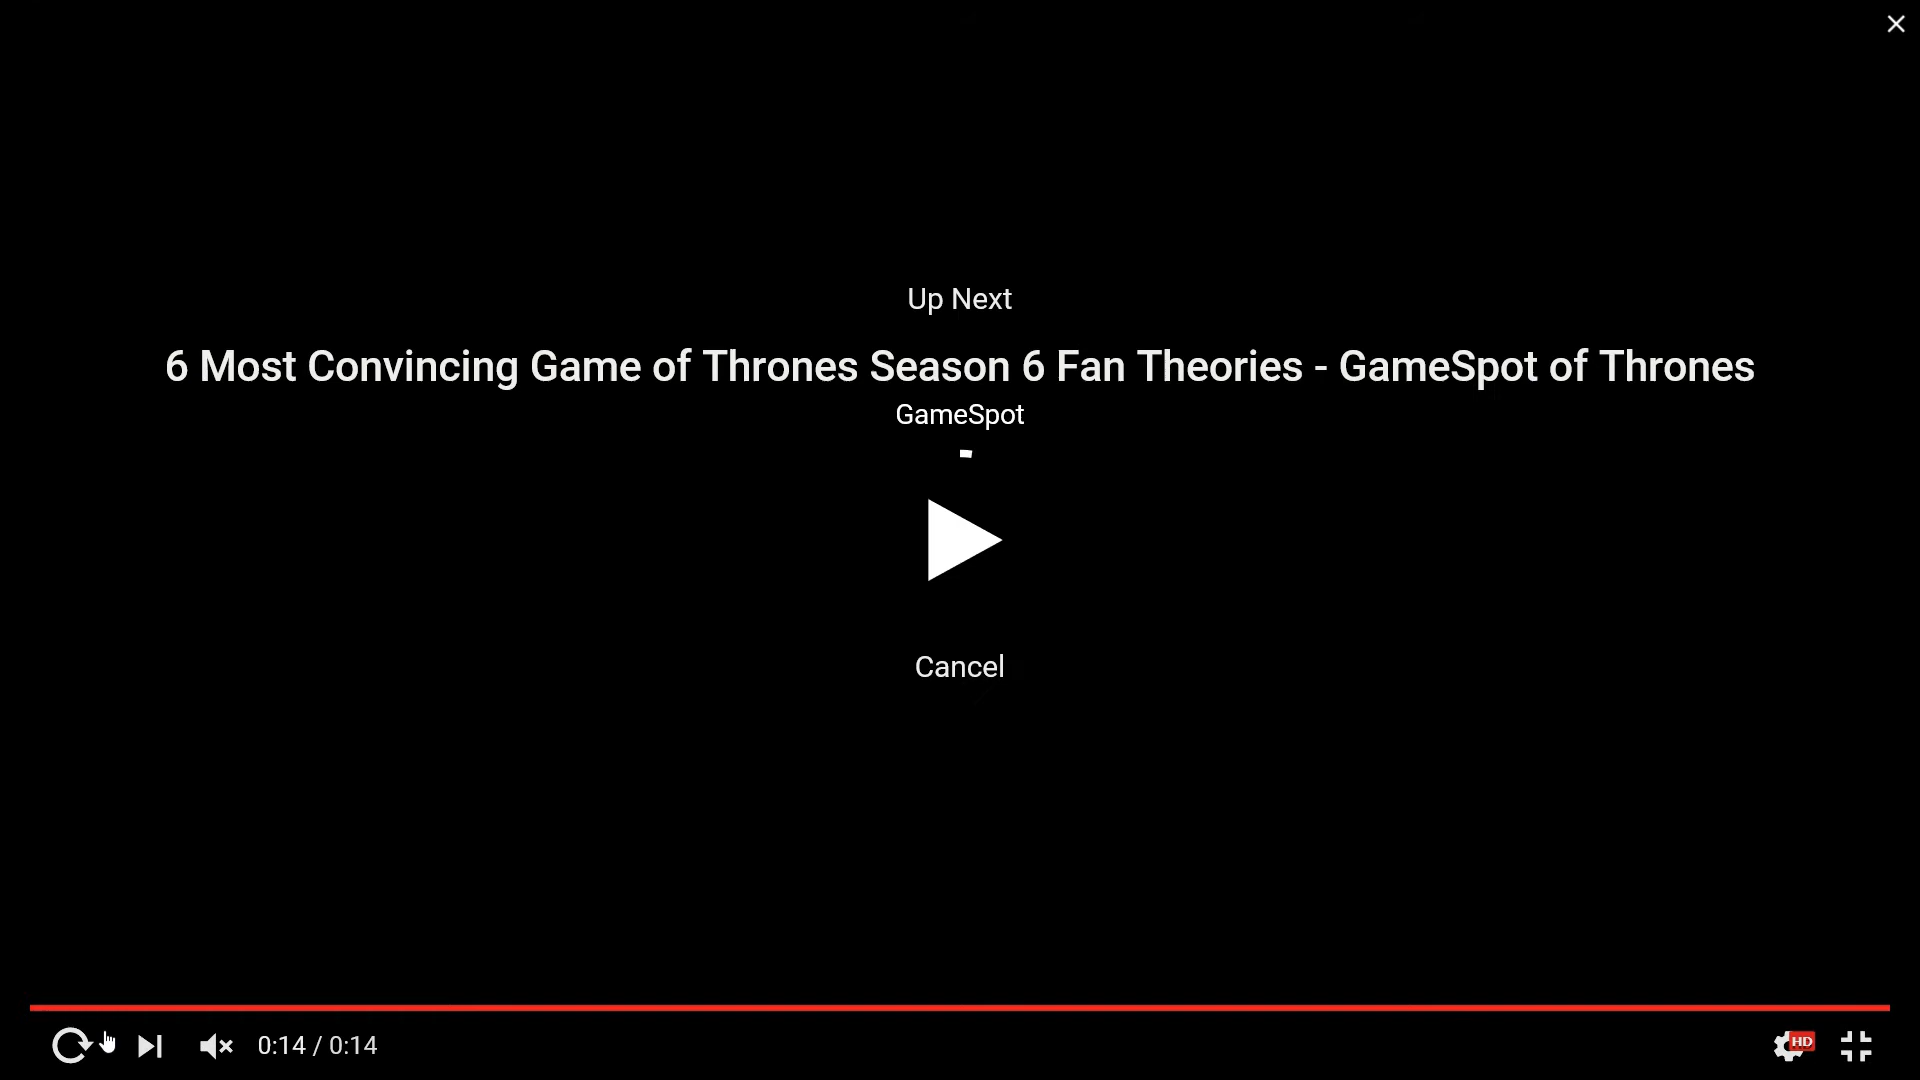 Up Next
6 Most Convincing Game of Thrones Season 6 Fan Theories - GameSpot of Thrones
GameSpot
Cancel
0:14 / 0:14
HD